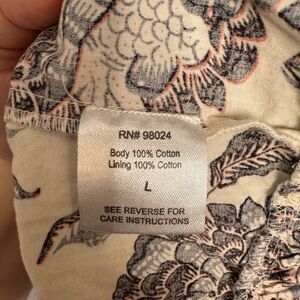 RN# 98024
Body 100% Cotton
Lining 100% Cotton
L
SEE REVERSE FOR
CARE INSTRUCTIONS